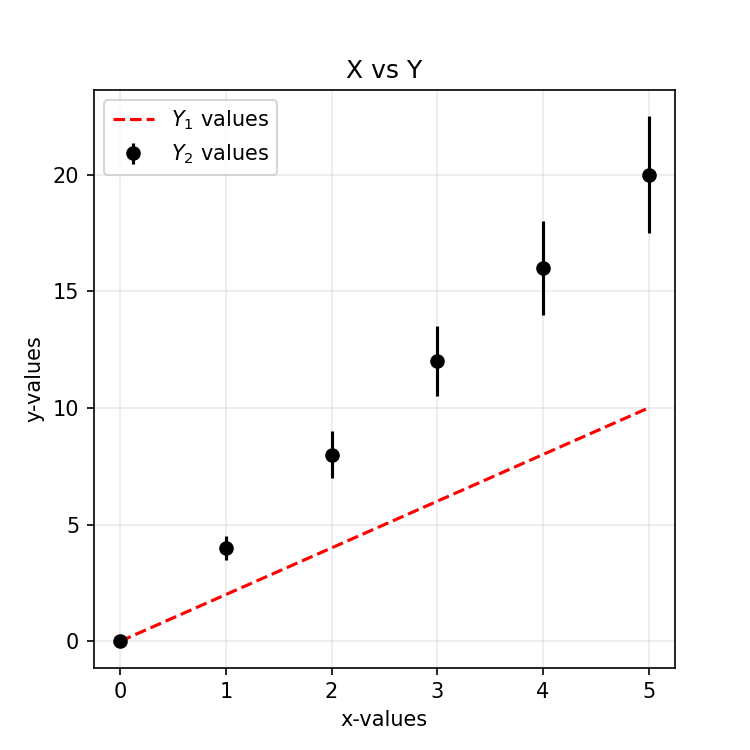 X vs Y
Y₁ values
Y₂ values
20
15
10
5
0
y-values
0 1 2 3 4 5
x-values